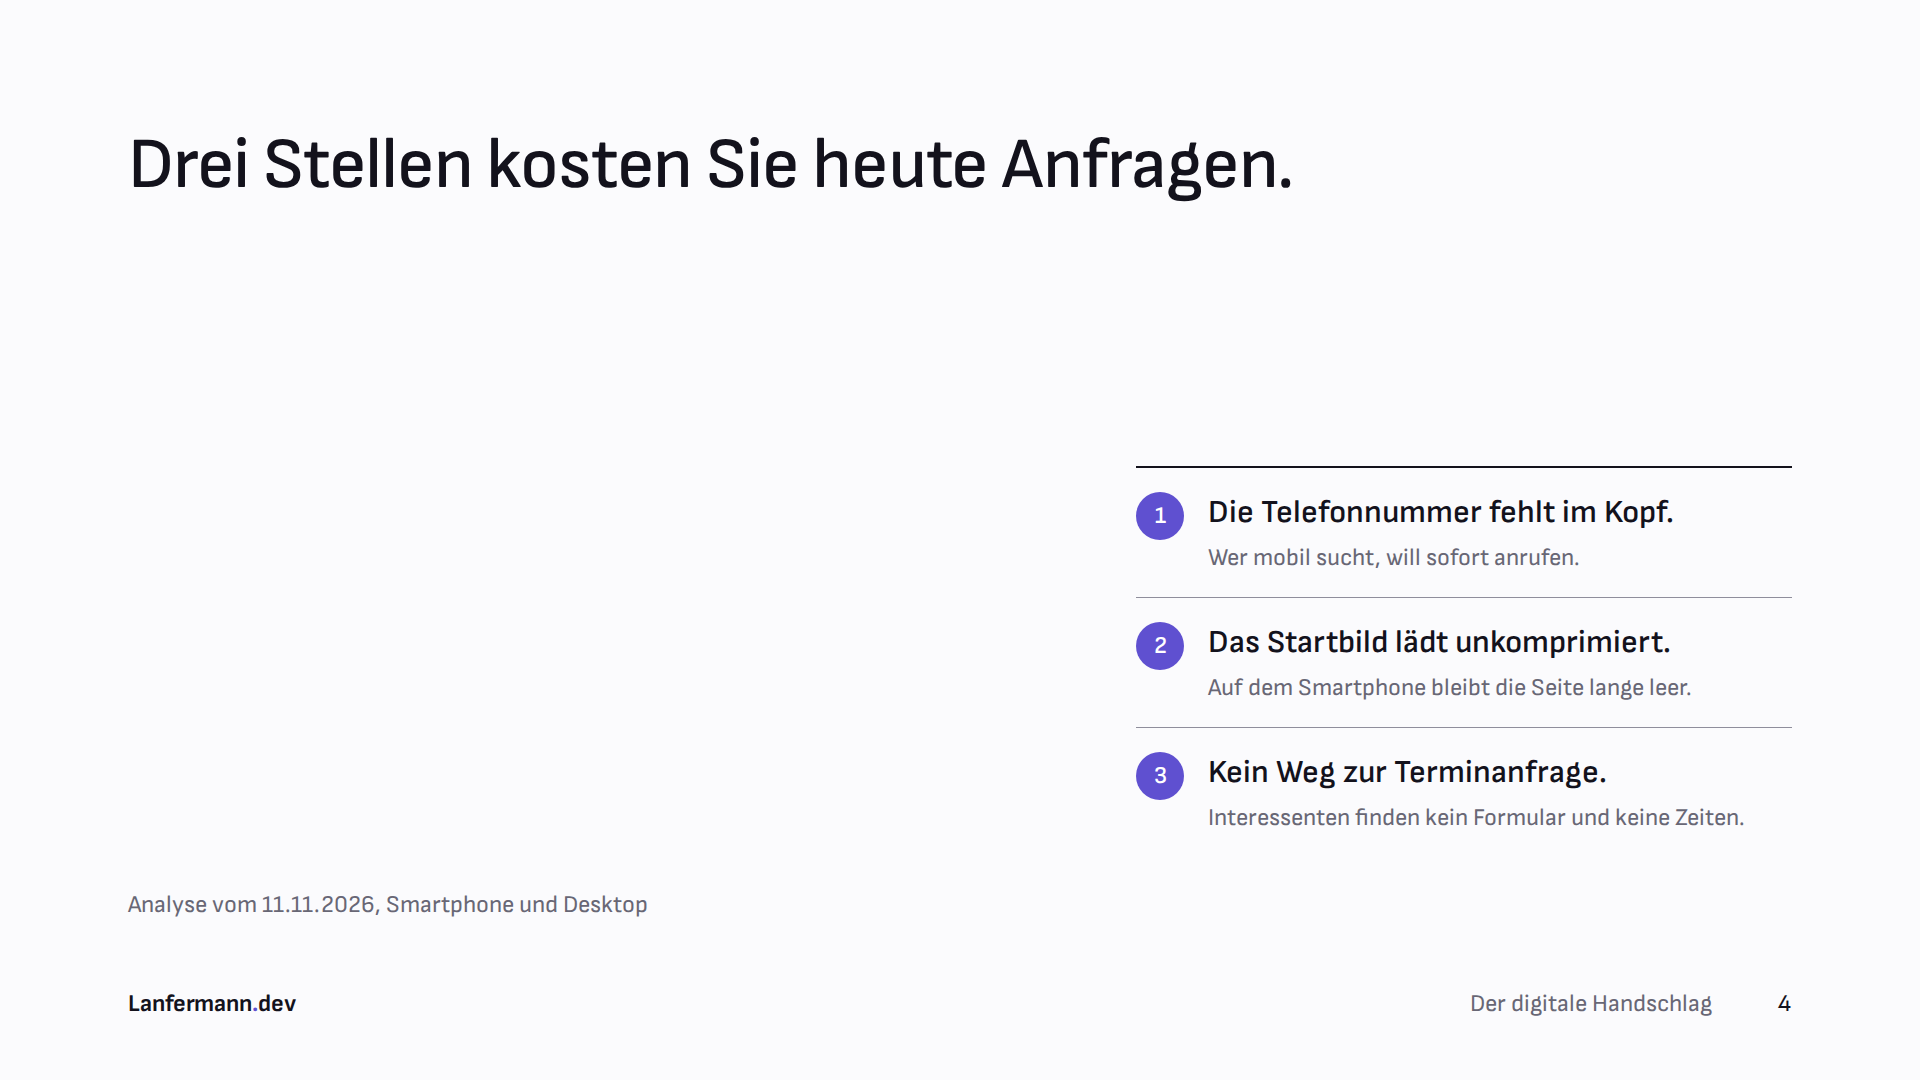 Drei Stellen kosten Sie heute Anfragen.
1 Die Telefonnummer fehlt im Kopf.
Wer mobil sucht, will sofort anrufen.
2 Das Startbild lädt unkomprimiert.
Auf dem Smartphone bleibt die Seite lange leer.
3 Kein Weg zur Terminanfrage.
Interessenten finden kein Formular und keine Zeiten.
Analyse vom 11.11.2026, Smartphone und Desktop
Lanfermann.dev
Der digitale Handschlag 4